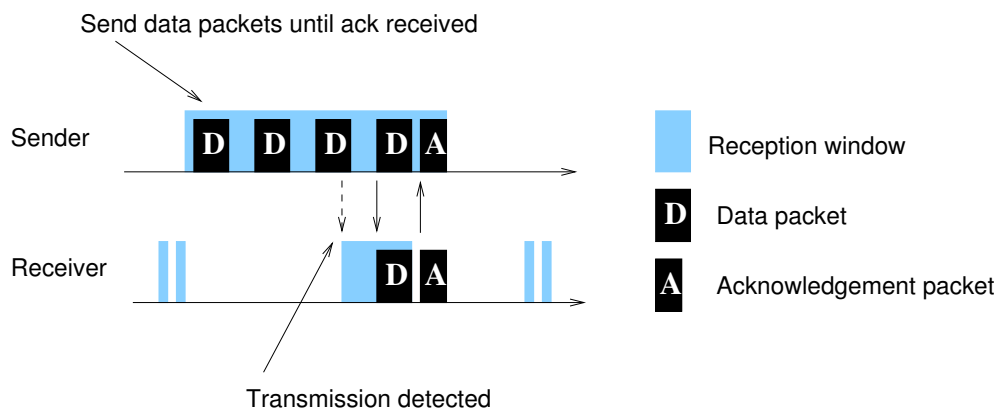 Send data packets until ack received
Sender
D D D D A
Reception window
D Data packet
Receiver
D A
A Acknowledgement packet
Transmission detected